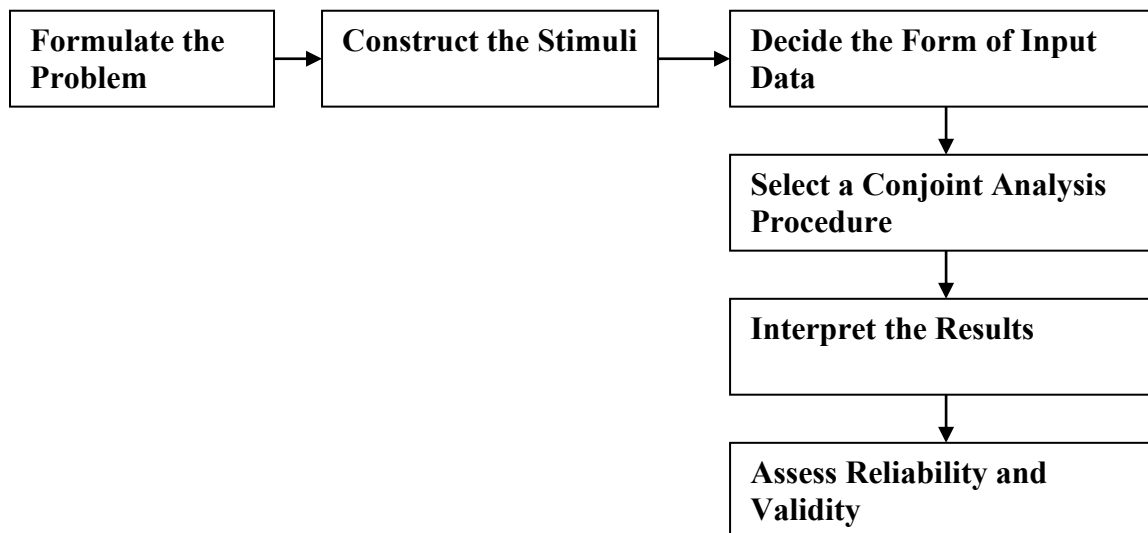 Formulate the
Problem
Construct the Stimuli
Decide the Form of Input
Data
Select a Conjoint Analysis
Procedure
Interpret the Results
Assess Reliability and
Validity